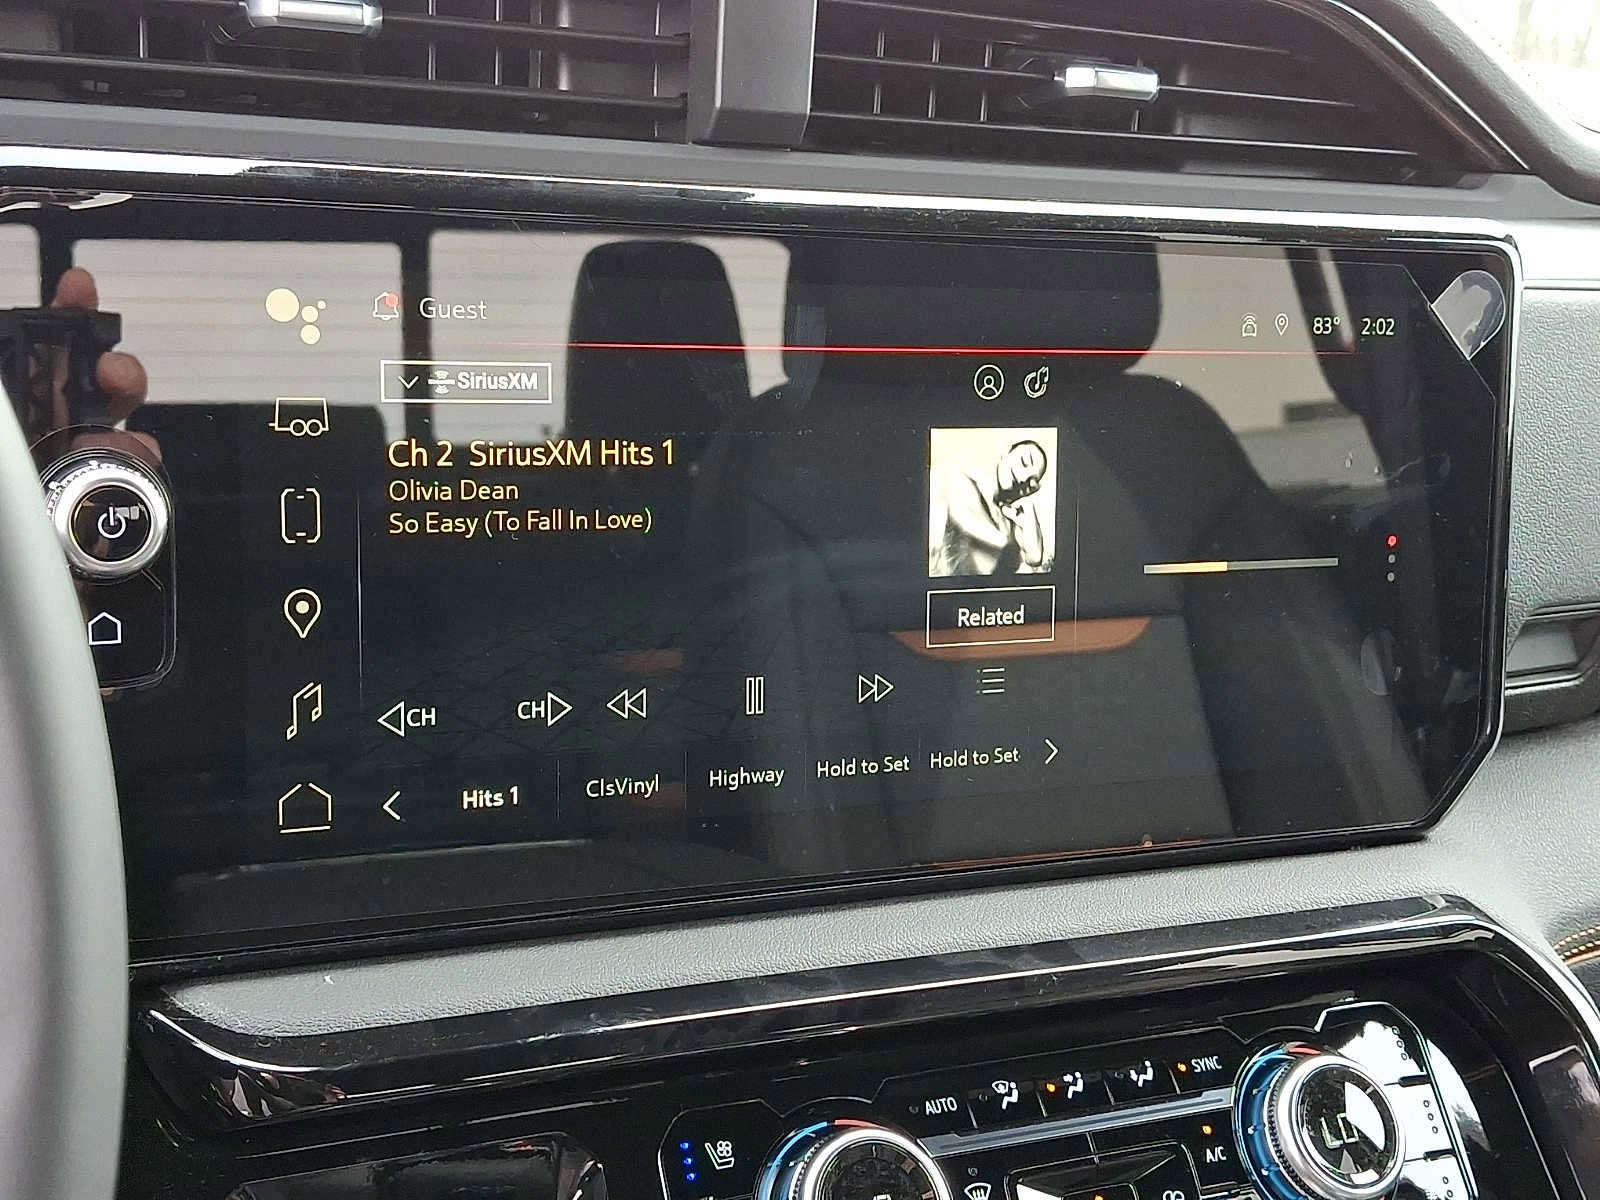 Guest
83° 2:02
SiriusXM
Ch 2 SiriusXM Hits 1
Olivia Dean
So Easy (To Fall In Love)
Related
CH CH
Hits 1 ClsVinyl Highway Hold to Set Hold to Set
AUTO SYNC
A/C
LO